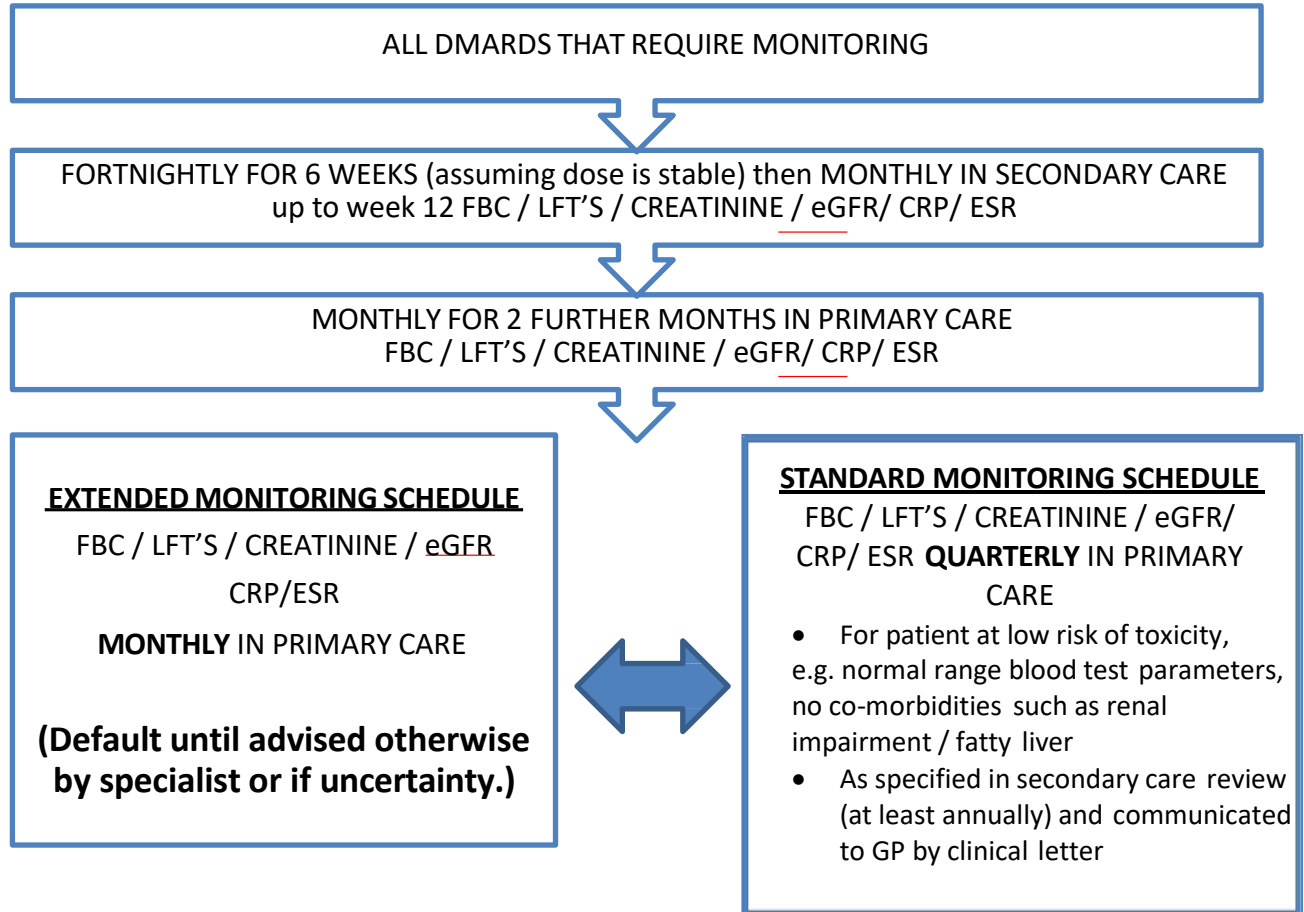 ALL DMARDS THAT REQUIRE MONITORING
FORTNIGHTLY FOR 6 WEEKS (assuming dose is stable) then MONTHLY IN SECONDARY CARE
up to week 12 FBC / LFT’S / CREATININE / eGFR/ CRP/ ESR
MONTHLY FOR 2 FURTHER MONTHS IN PRIMARY CARE
FBC / LFT’S / CREATININE / eGFR/ CRP/ ESR
EXTENDED MONITORING SCHEDULE
FBC / LFT’S / CREATININE / eGFR
CRP/ESR
MONTHLY IN PRIMARY CARE
(Default until advised otherwise
by specialist or if uncertainty.)
STANDARD MONITORING SCHEDULE
FBC / LFT’S / CREATININE / eGFR/
CRP/ ESR QUARTERLY IN PRIMARY
CARE
• For patient at low risk of toxicity,
e.g. normal range blood test parameters,
no co-morbidities such as renal
impairment / fatty liver
• As specified in secondary care review
(at least annually) and communicated
to GP by clinical letter